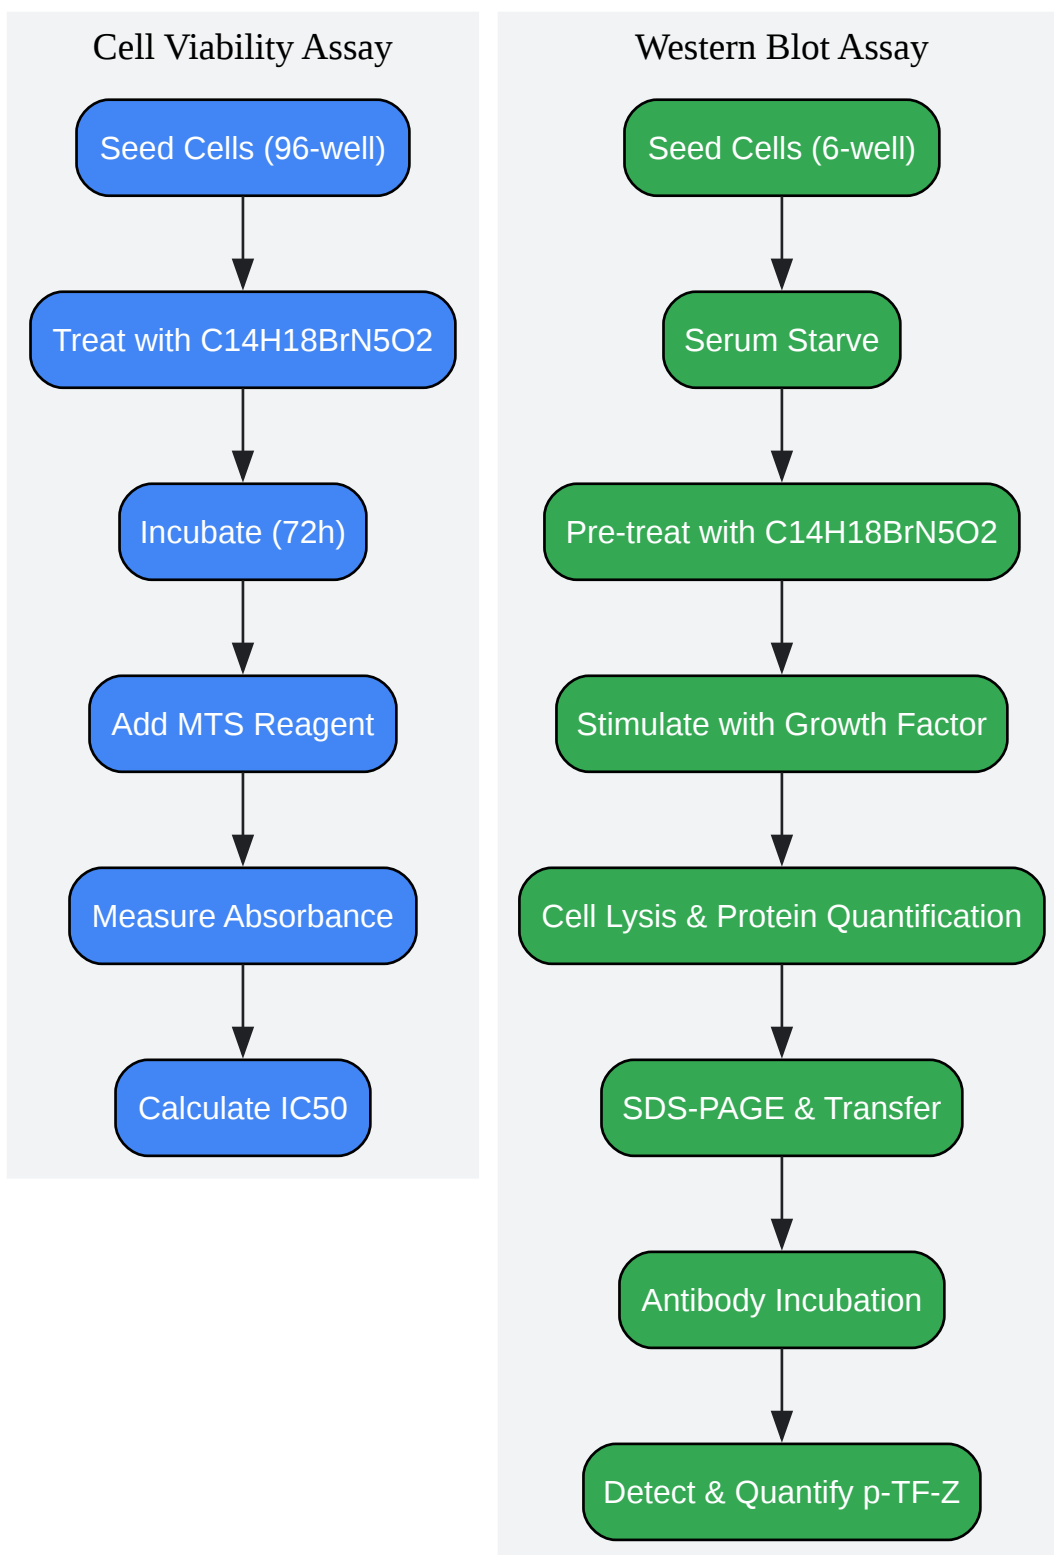 Cell Viability Assay
Seed Cells (96-well)
Treat with C14H18BrN5O2
Incubate (72h)
Add MTS Reagent
Measure Absorbance
Calculate IC50
Western Blot Assay
Seed Cells (6-well)
Serum Starve
Pre-treat with C14H18BrN5O2
Stimulate with Growth Factor
Cell Lysis & Protein Quantification
SDS-PAGE & Transfer
Antibody Incubation
Detect & Quantify p-TF-Z